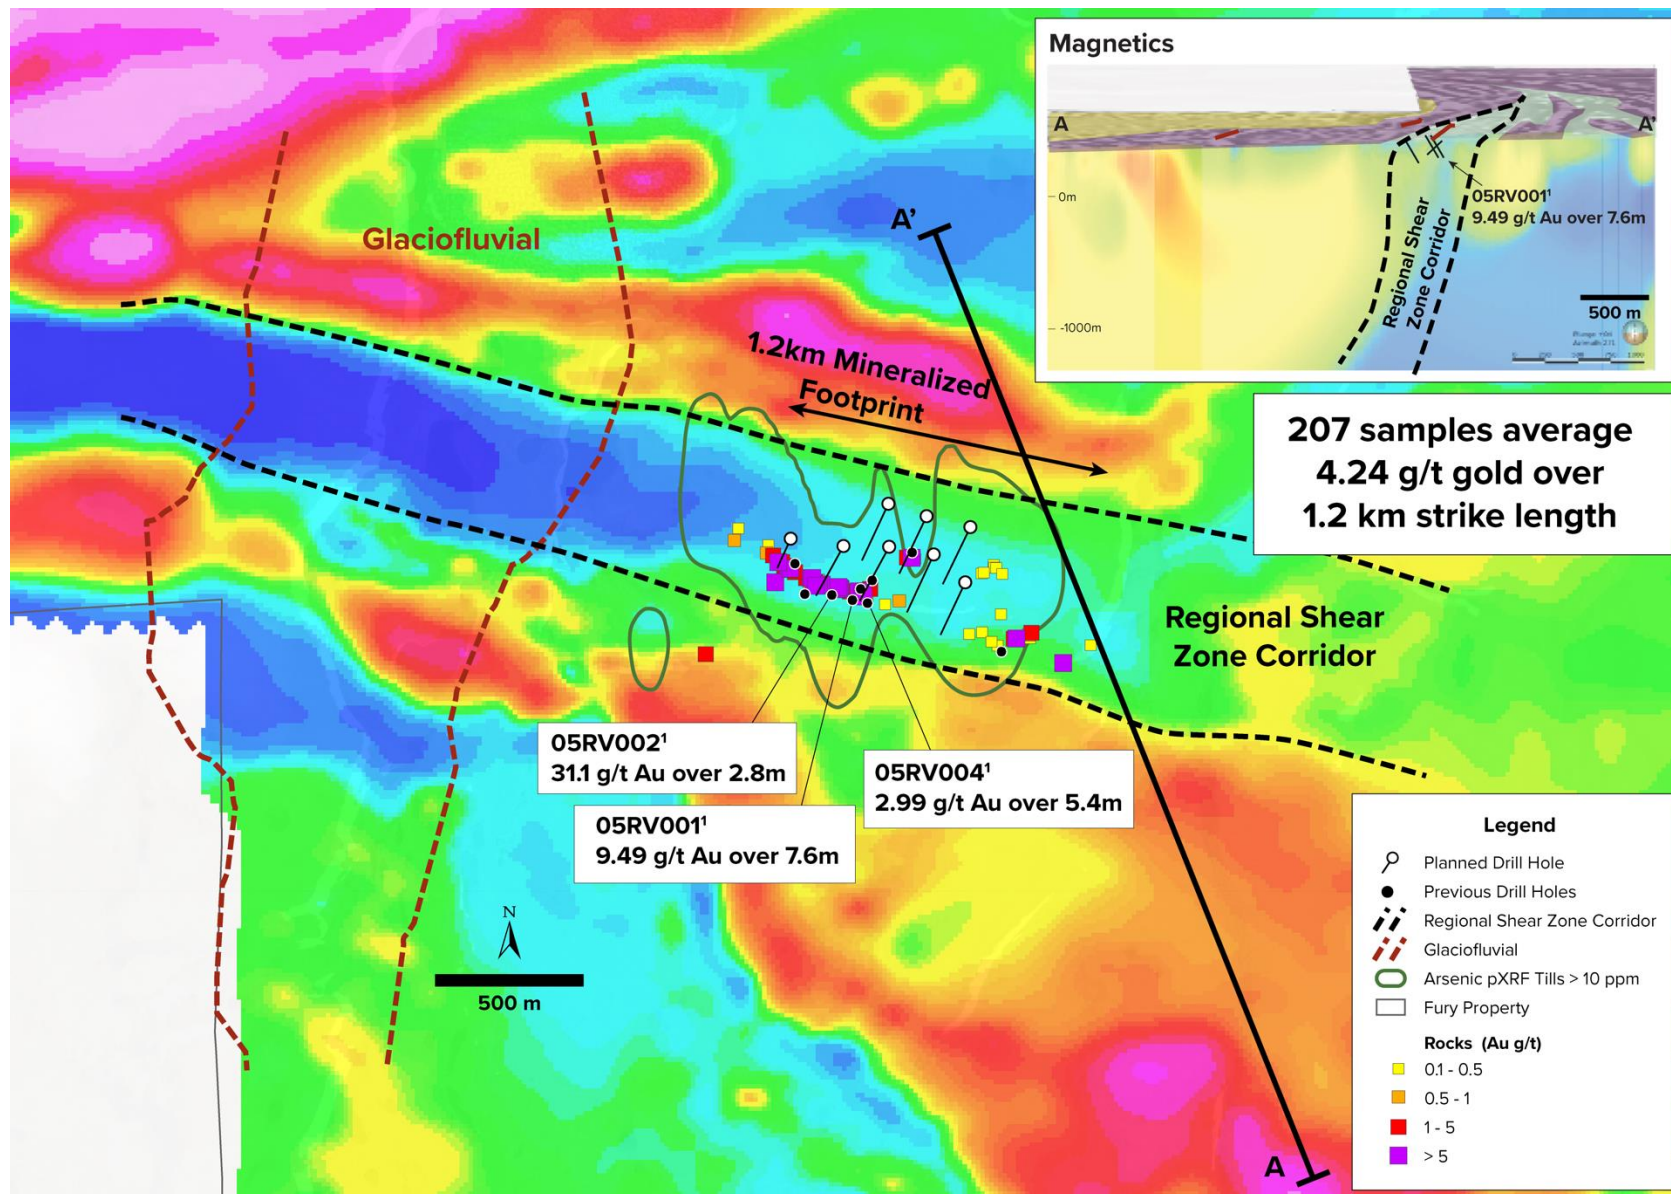 Magnetics
A
A'
0m
-1000m
05RV001¹
9.49 g/t Au over 7.6m
Regional Shear
Zone Corridor
500 m
A'
Glaciofluvial
1.2km Mineralized
Footprint
207 samples average
4.24 g/t gold over
1.2 km strike length
Regional Shear
Zone Corridor
05RV002¹
31.1 g/t Au over 2.8m
05RV004¹
2.99 g/t Au over 5.4m
05RV001¹
9.49 g/t Au over 7.6m
N
500 m
A
Legend
Planned Drill Hole
Previous Drill Holes
Regional Shear Zone Corridor
Glaciofluvial
Arsenic pXRF Tills > 10 ppm
Fury Property
Rocks (Au g/t)
0.1 - 0.5
0.5 - 1
1 - 5
> 5